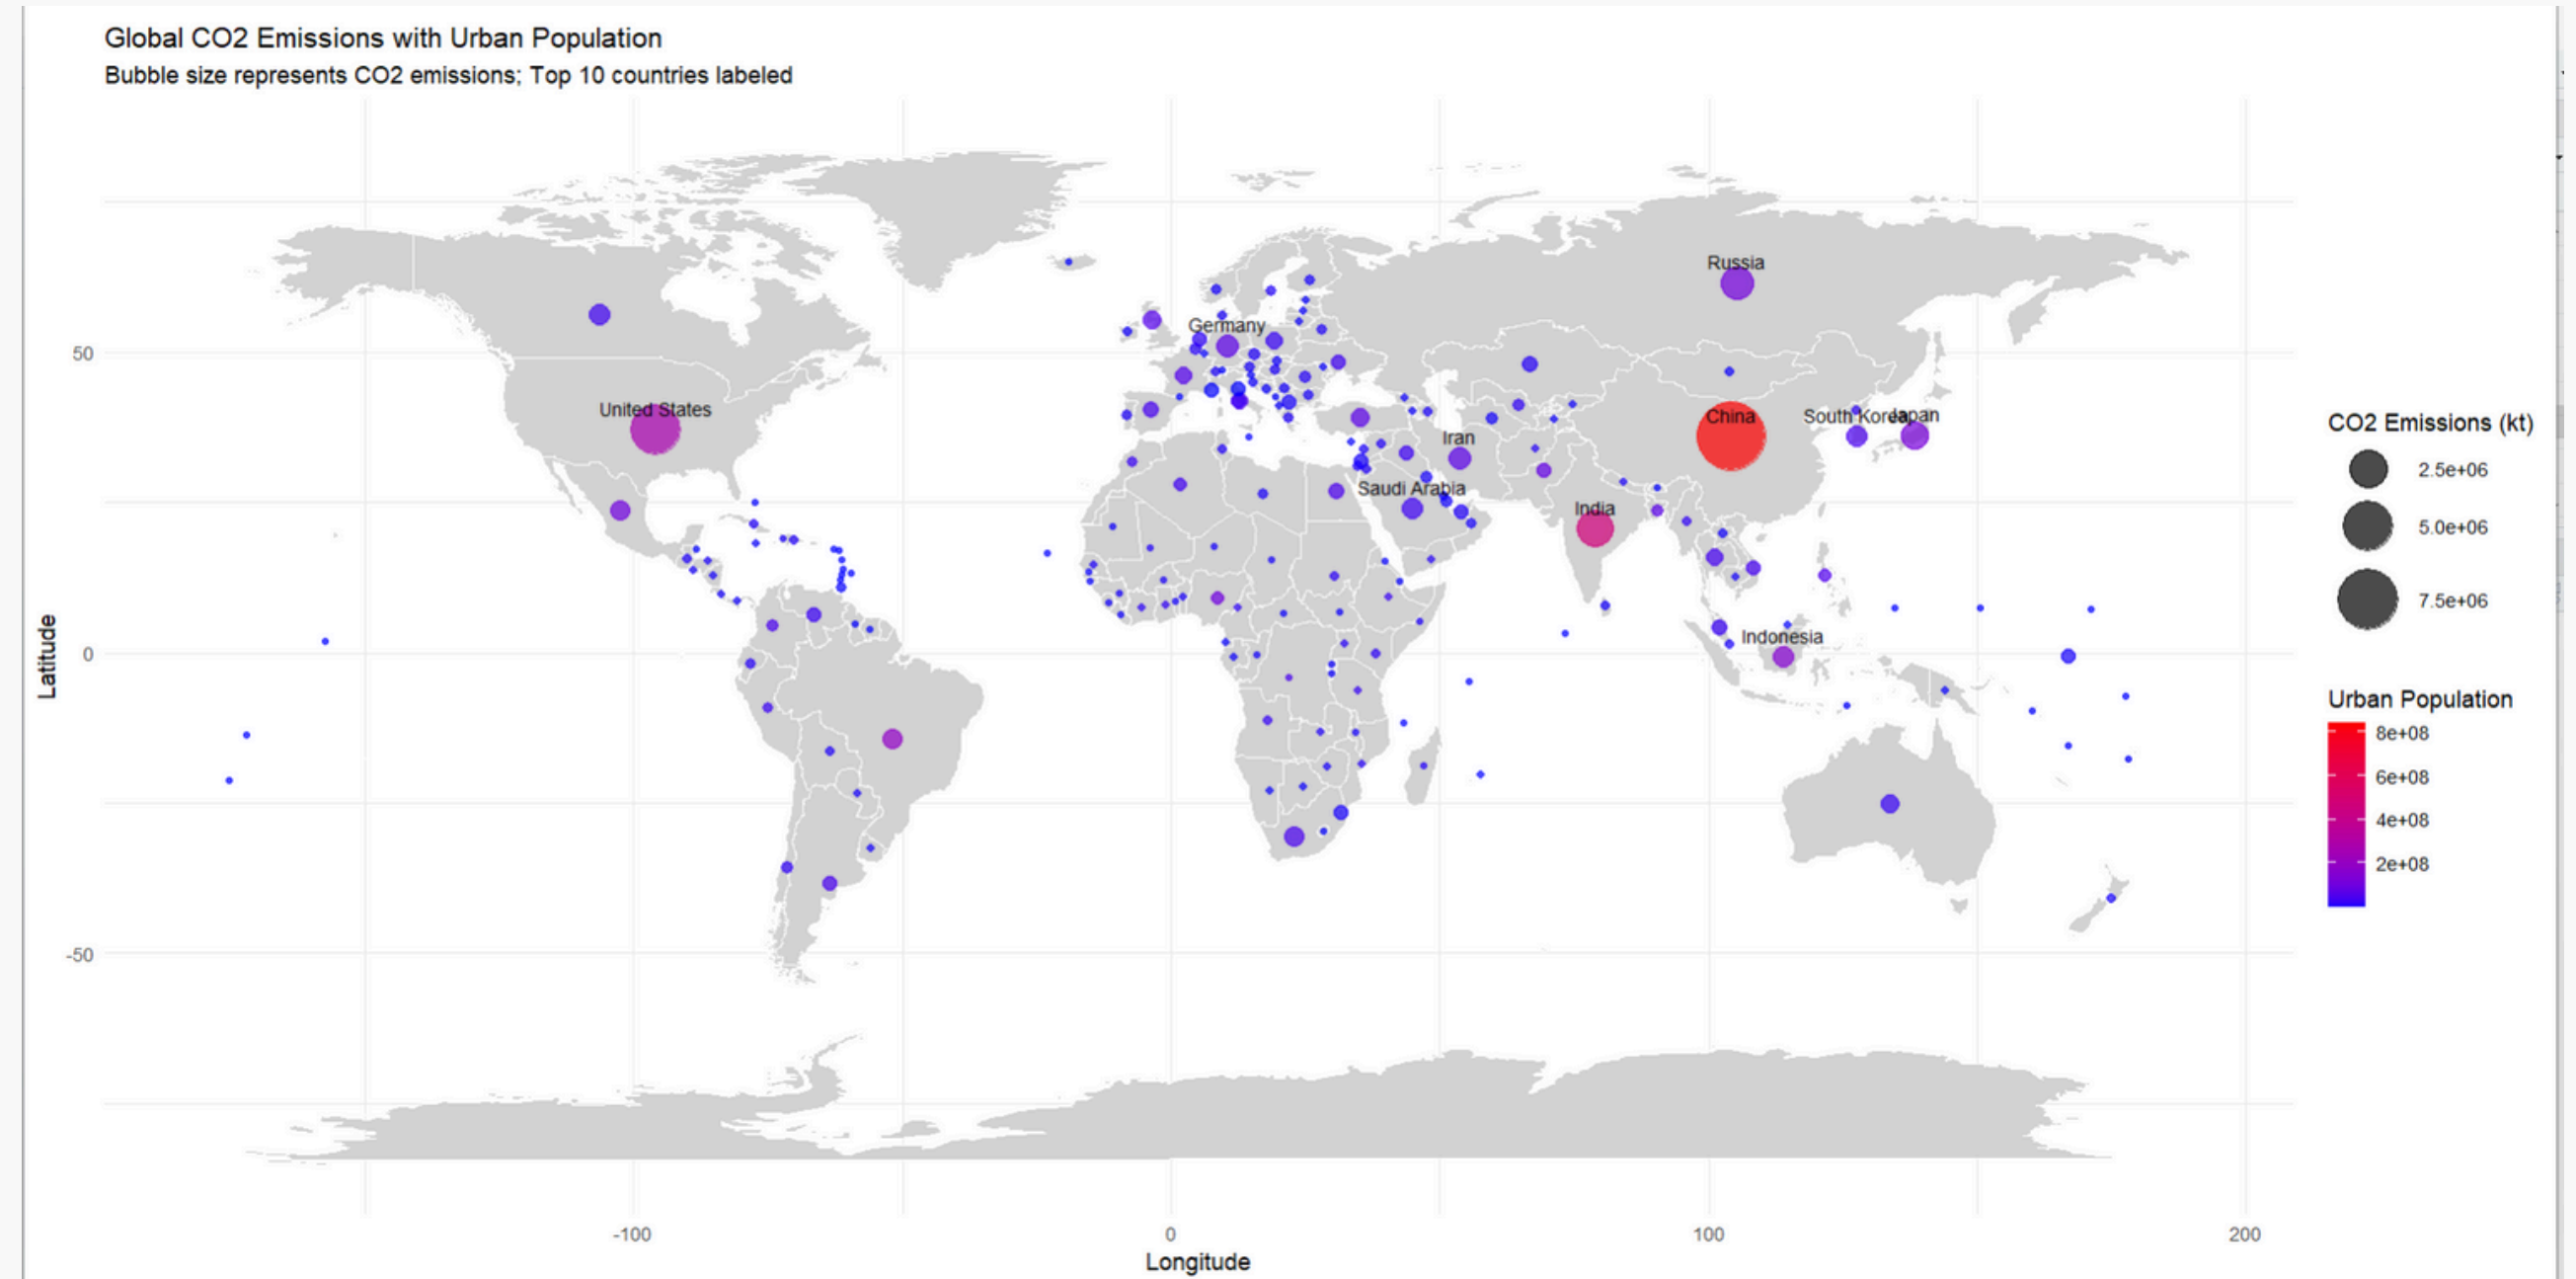 Global CO2 Emissions with Urban Population
Bubble size represents CO2 emissions; Top 10 countries labeled
Russia
Germany
United States
China
South Korea
Japan
Iran
Saudi Arabia
India
Indonesia
50
0
-50
Latitude
-100
0
100
200
Longitude
CO2 Emissions (kt)
2.5e+06
5.0e+06
7.5e+06
Urban Population
8e+08
6e+08
4e+08
2e+08